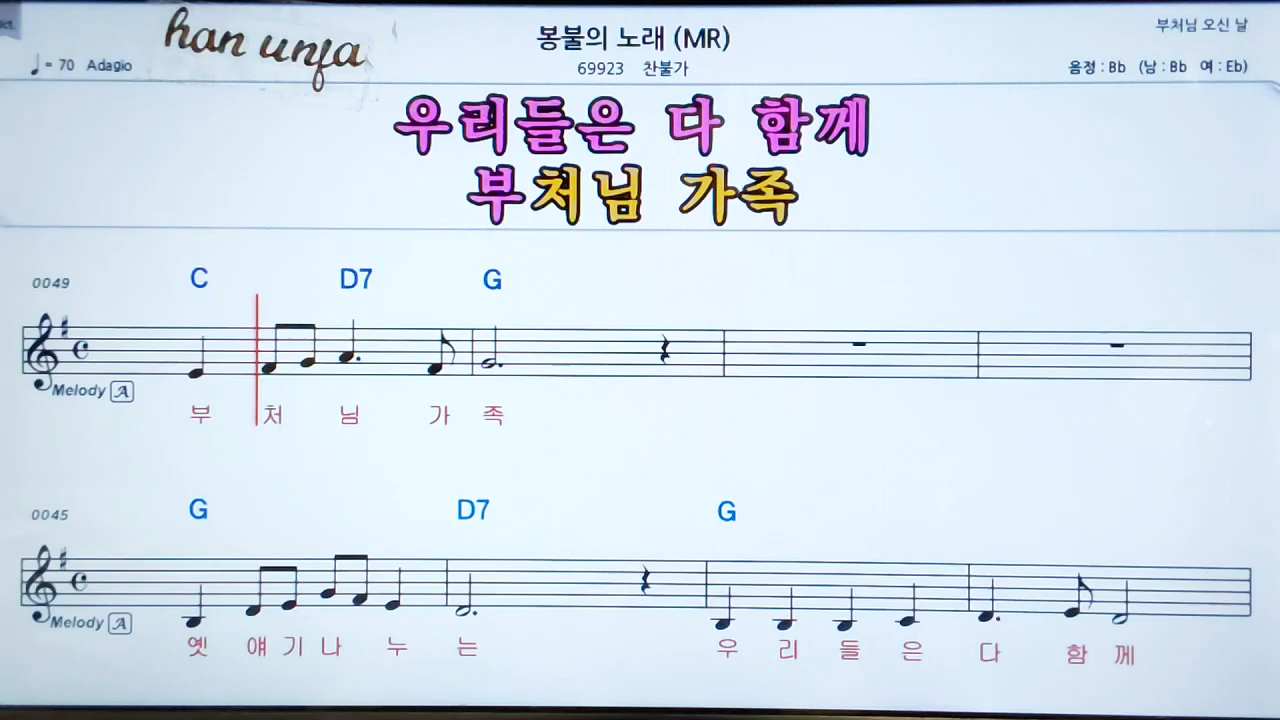 han unja
봉불의 노래 (MR)
부처님 오신 날
♩= 70 Adagio
69923 찬불가
음정 : Bb (남 : Bb 여 : Eb)
우리들은 다 함께
부처님 가족
0049
C D7 G
Melody A
부 처 님 가 족
0045
G D7 G
Melody A
옛 얘 기 나 누 는 우 리 들 은 다 함 께